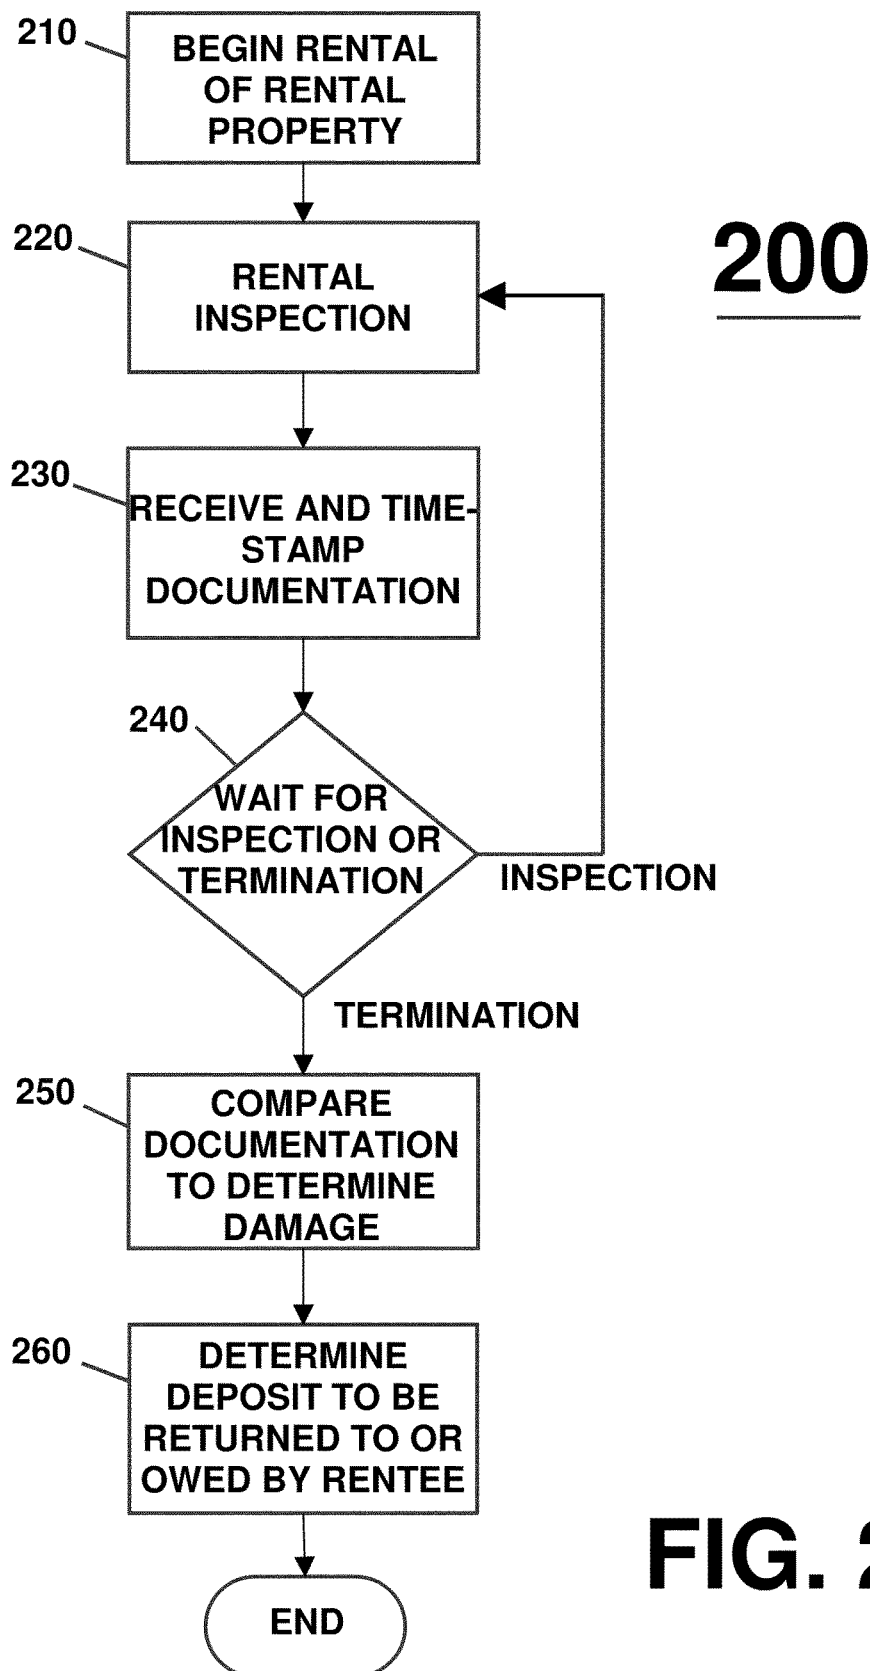 210
BEGIN RENTAL
OF RENTAL
PROPERTY
220
RENTAL
INSPECTION
200
230
RECEIVE AND TIME-
STAMP
DOCUMENTATION
240
WAIT FOR
INSPECTION OR
TERMINATION
INSPECTION
TERMINATION
250
COMPARE
DOCUMENTATION
TO DETERMINE
DAMAGE
260
DETERMINE
DEPOSIT TO BE
RETURNED TO OR
OWED BY RENTEE
FIG. 2
END